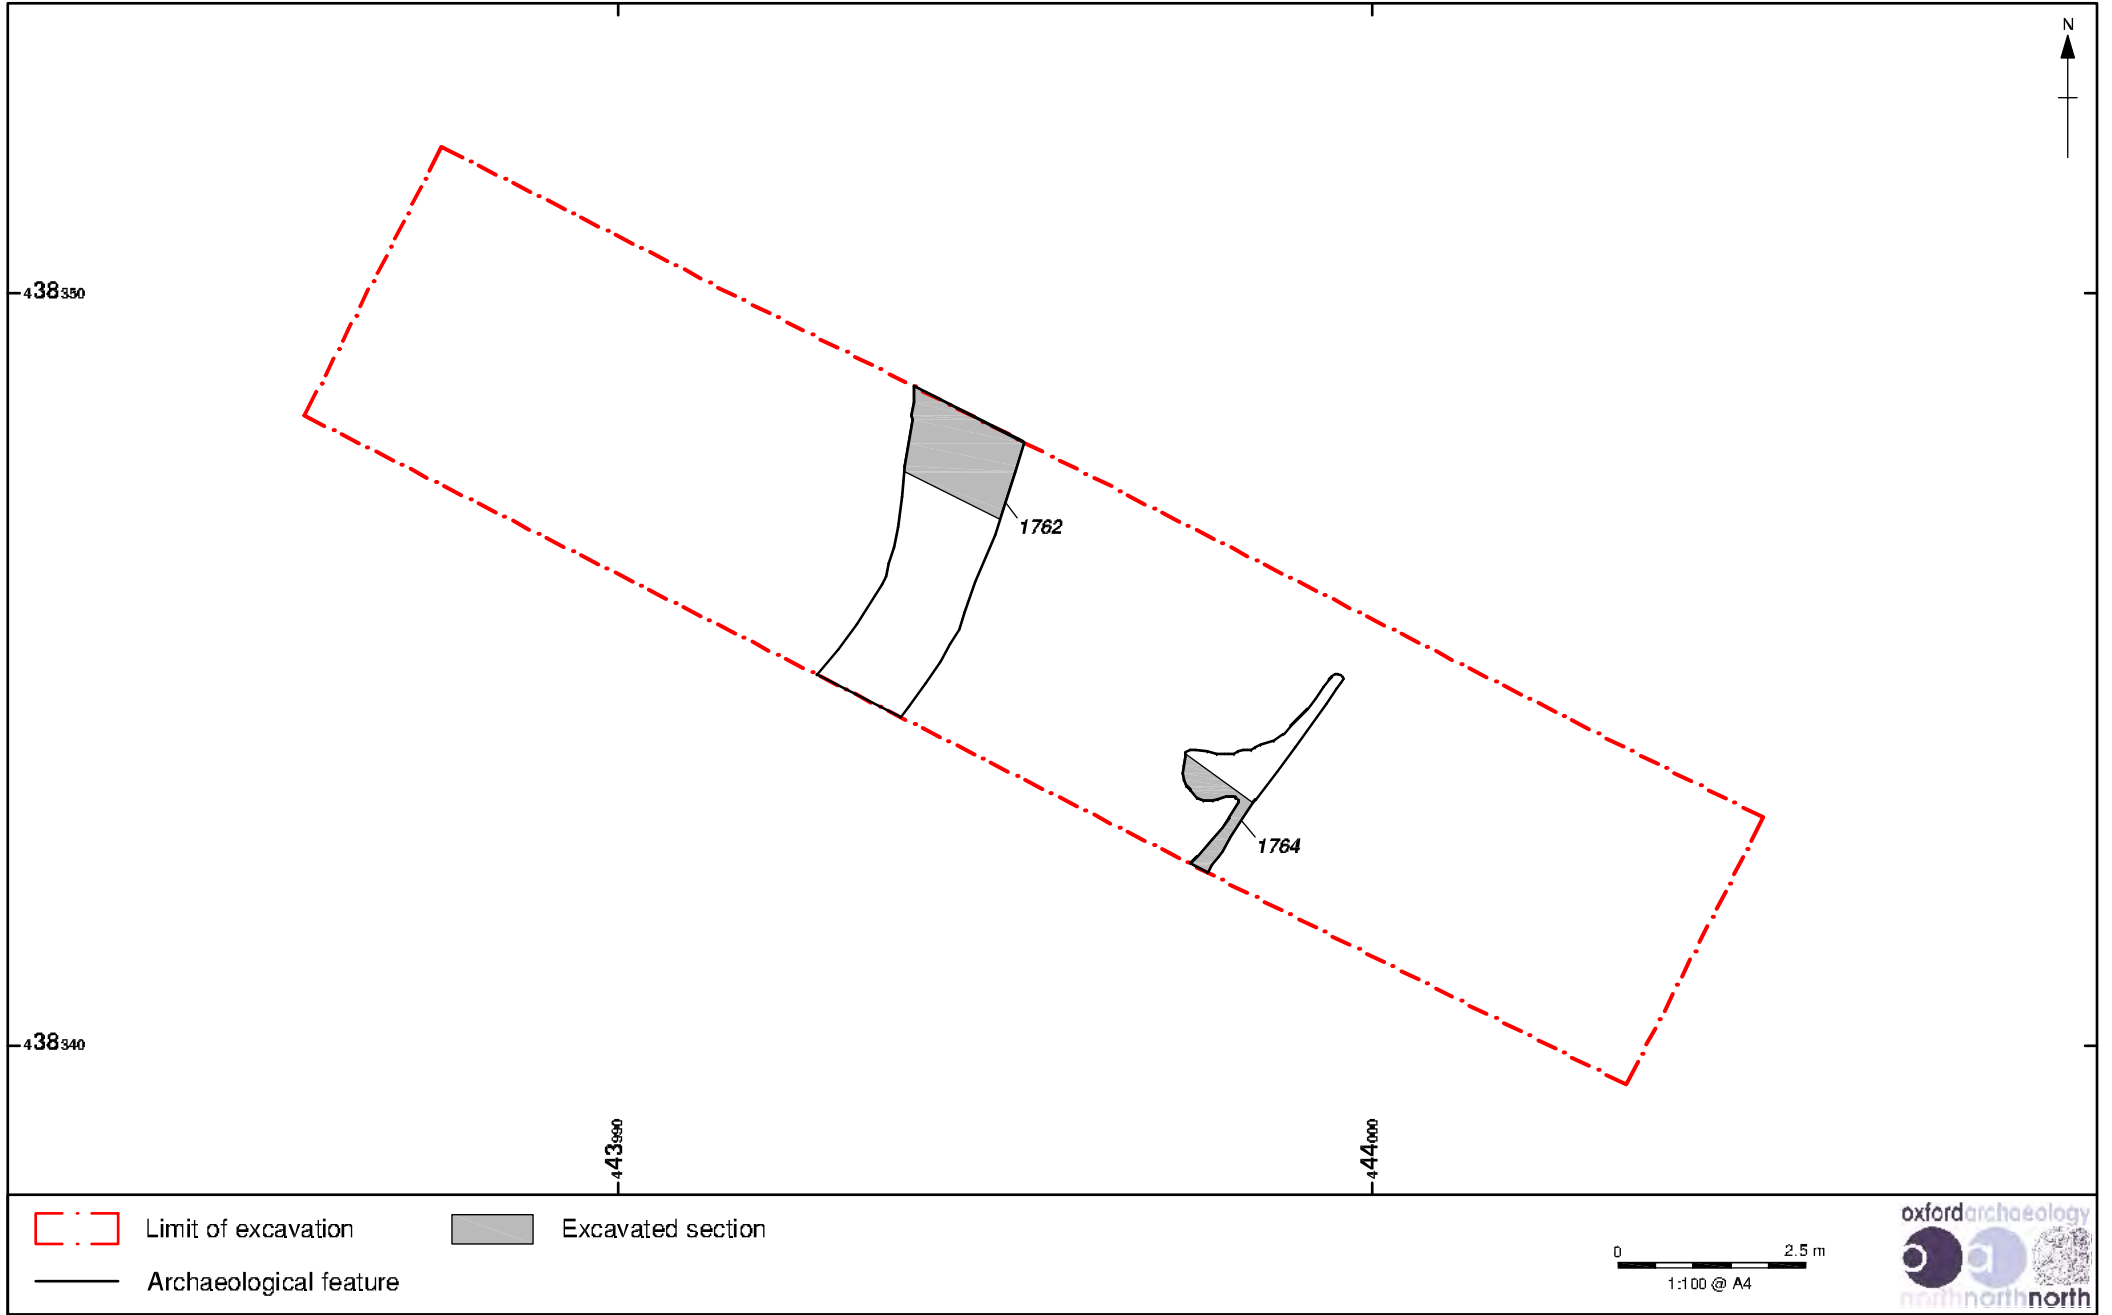 N
438350
1762
1764
438340
443990
444000
Limit of excavation
Excavated section
Archaeological feature
0 2.5 m
1:100 @ A4
oxfordarchaeology
northnorthnorth